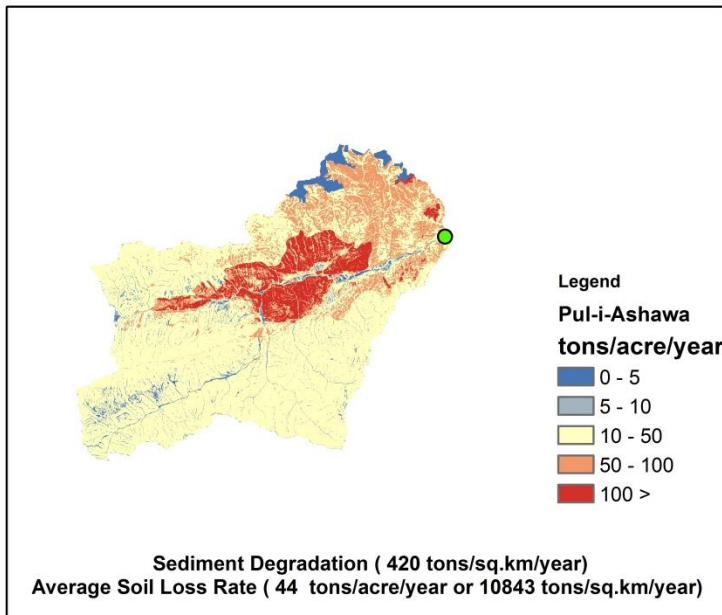 Legend
Pul-i-Ashawa
tons/acre/year
0 - 5
5 - 10
10 - 50
50 - 100
100 >
Sediment Degradation ( 420 tons/sq.km/year)
Average Soil Loss Rate ( 44 tons/acre/year or 10843 tons/sq.km/year)